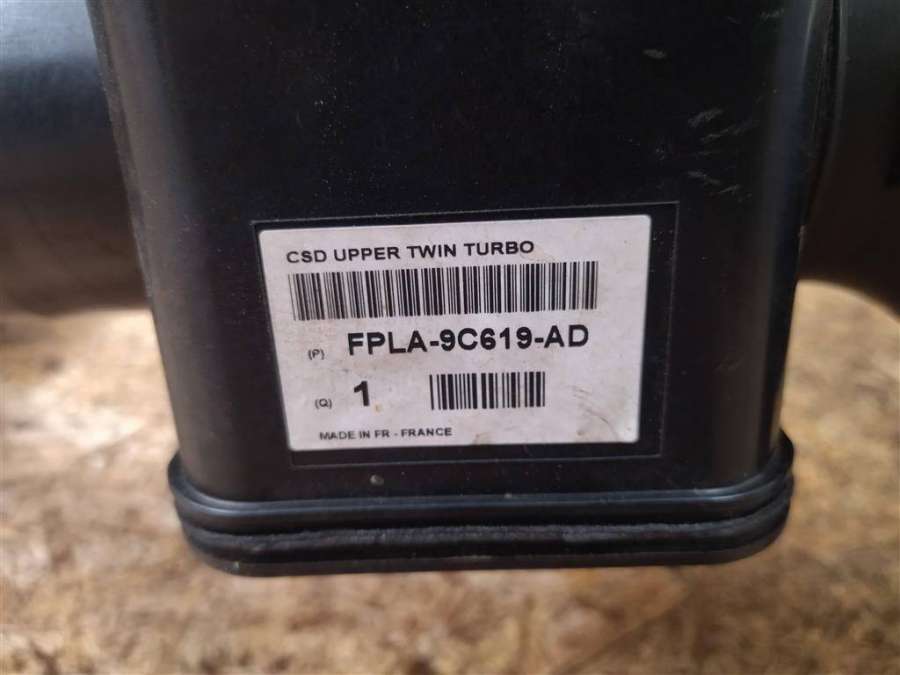 CSD UPPER TWIN TURBO
(P) FPLA-9C619-AD
(Q) 1
MADE IN FR - FRANCE